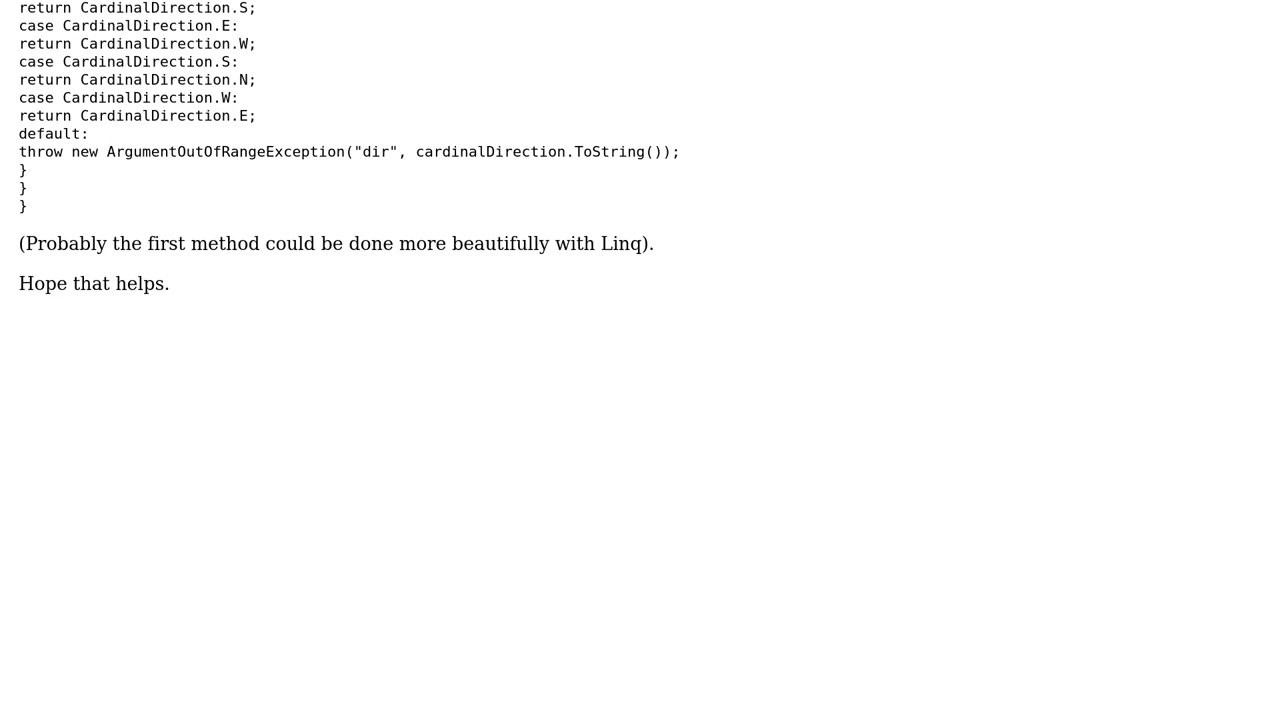 return CardinalDirection.S;
case CardinalDirection.E:
return CardinalDirection.W;
case CardinalDirection.S:
return CardinalDirection.N;
case CardinalDirection.W:
return CardinalDirection.E;
default:
throw new ArgumentOutOfRangeException("dir", cardinalDirection.ToString());
}
}
}
(Probably the first method could be done more beautifully with Linq).
Hope that helps.